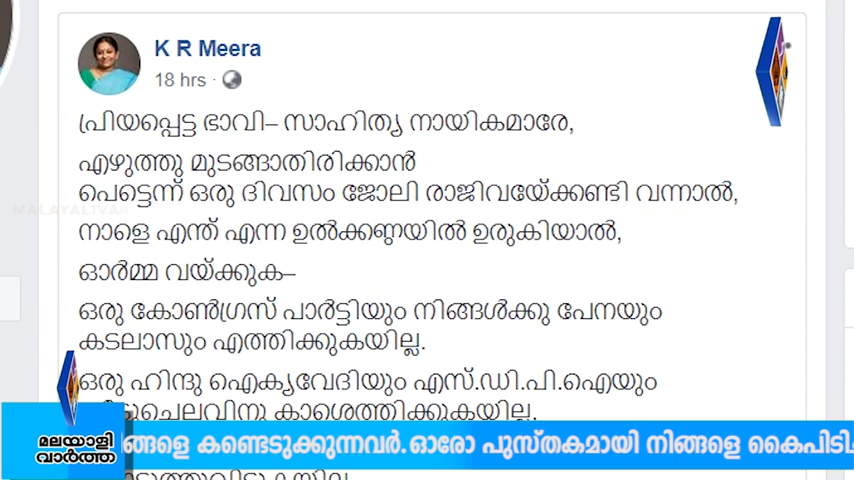 K R Meera
18 hrs ·
പ്രിയപ്പെട്ട ഭാവി– സാഹിത്യ നായികമാരേ,
എഴുത്തു മുടങ്ങാതിരിക്കാൻ
പെട്ടെന്ന് ഒരു ദിവസം ജോലി രാജിവയ്ക്കേണ്ടി വന്നാൽ,
MALAYALIVA
നാളെ എന്ത് എന്ന ഉൽക്കണ്ഠയിൽ ഉരുകിയാൽ,
ഓർമ്മ വയ്ക്കുക–
ഒരു കോൺഗ്രസ് പാർട്ടിയും നിങ്ങൾക്കു പേനയും
കടലാസും എത്തിക്കുകയില്ല.
ഒരു ഹിന്ദു ഐക്യവേദിയും എസ്.ഡി.പി.ഐയും
കാശെത്തിക്കുകയില്ല.
മലയാളി
വാർത്ത
കണ്ടെടുക്കുന്നവർ.ഓരോ പുസ്തകമായി നിങ്ങളെ